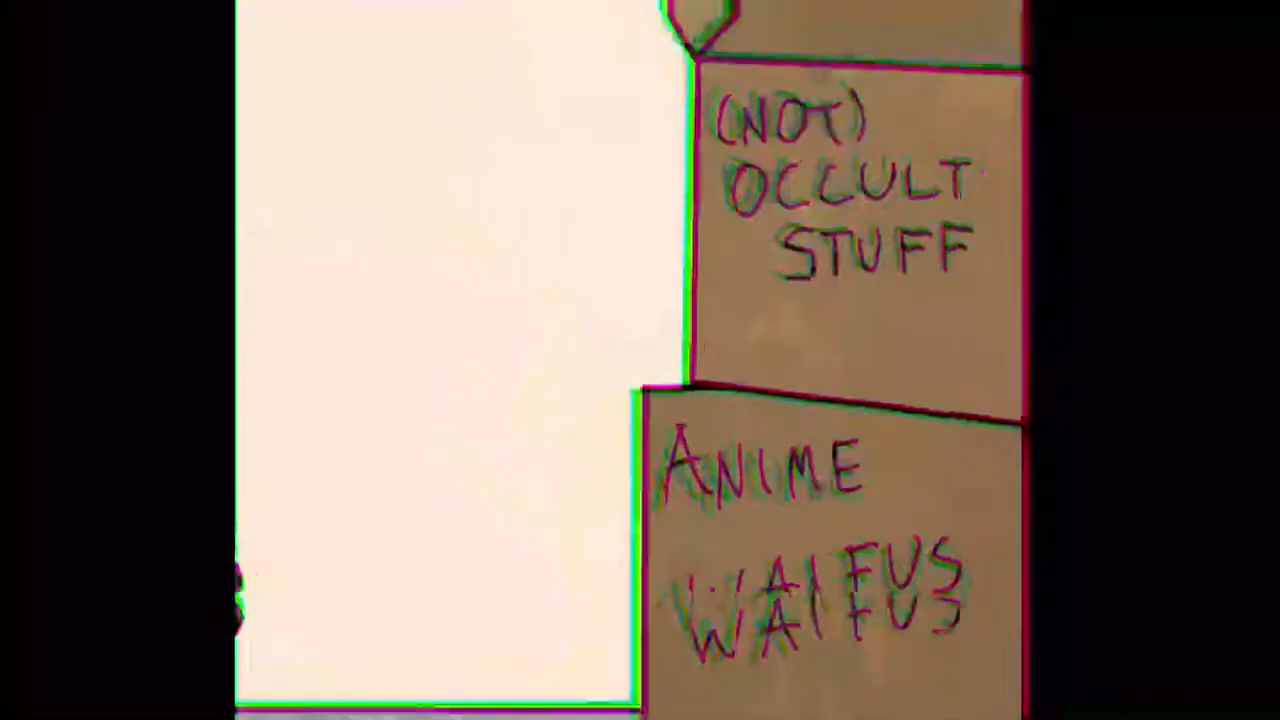 (NOT)
OCCULT
STUFF
ANIME
WAIFUS